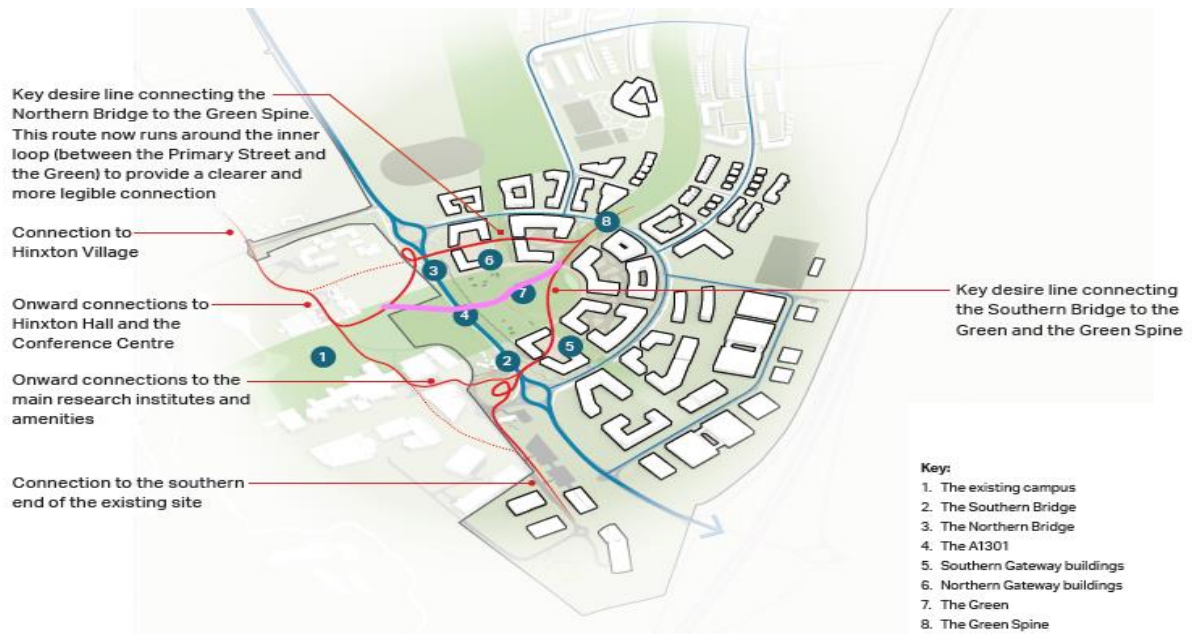 Key desire line connecting the
Northern Bridge to the Green Spine.
This route now runs around the inner
loop (between the Primary Street and
the Green) to provide a clearer and
more legible connection
Connection to
Hinxton Village
Onward connections to
Hinxton Hall and the
Conference Centre
Onward connections to the
main research institutes and
amenities
Connection to the southern
end of the existing site
8
6
3
7
4
5
2
1
Key desire line connecting
the Southern Bridge to the
Green and the Green Spine
Key:
1. The existing campus
2. The Southern Bridge
3. The Northern Bridge
4. The A1301
5. Southern Gateway buildings
6. Northern Gateway buildings
7. The Green
8. The Green Spine